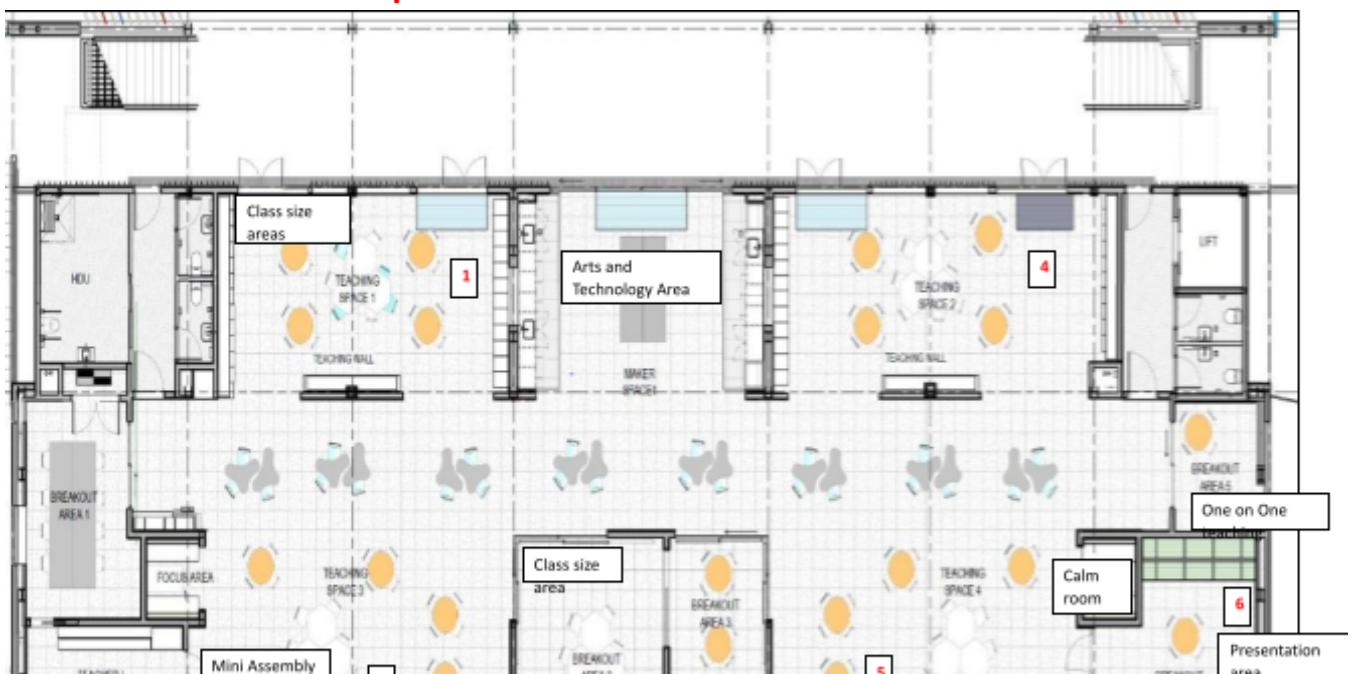 Class size
areas
HDU
TEACHING
SPACE 1
1
TEACHING WALL
Arts and
Technology Area
MAKER
SPACE 1
TEACHING
SPACE 2
4
TEACHING WALL
LIFT
BREAKOUT
AREA 1
BREAKOUT
AREA 5
One on One
teaching
FOCUS AREA
TEACHING
SPACE 3
Class size
area
BREAKOUT
AREA 3
TEACHING
SPACE 4
Calm
room
6
Mini Assembly
BREAKOUT
AREA 2
5
Presentation
area
BREAKOUT